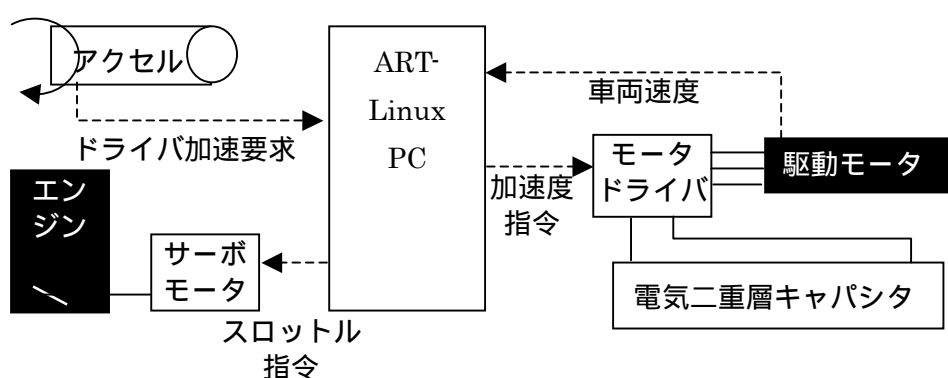 アクセル
ART-
Linux
PC
車両速度
ドライバ加速要求
モータ
ドライバ
駆動モータ
加速度
指令
エン
ジン
サーボ
モータ
電気二重層キャパシタ
スロットル
指令